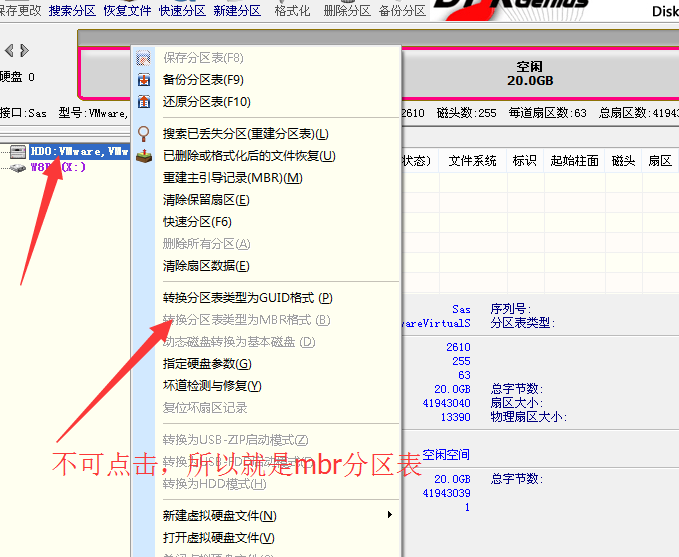 保存更改 搜索分区 恢复文件 快速分区 新建分区 格式化 删除分区 备份分区
Disk
硬盘 0
空闲
20.0GB
接口:Sas 型号:VMware,
2610 磁头数:255 每道扇区数:63 总扇区数:41943
HD0:VMware, VMw
保存分区表(F8)
备份分区表(F9)
还原分区表(F10)
搜索已丢失分区(重建分区表)(L)
已删除或格式化后的文件恢复(U)
重建主引导记录(MBR)(M)
清除保留扇区(E)
快速分区(F6)
删除所有分区(A)
清除扇区数据(E)
转换分区表类型为GUID格式 (P)
转换分区表类型为MBR格式 (B)
动态磁盘转换为基本磁盘 (D)
指定硬盘参数(G)
坏道检测与修复(Y)
复位坏扇区记录
转换为USB-ZIP启动模式(Z)
不可点击，所以就是mbr分区表
转换为HDD模式(H)
新建虚拟硬盘文件(N)
打开虚拟硬盘文件(V)
状态) 文件系统 标识 起始柱面 磁头 扇区
Sas 序列号:
wareVirtualS 分区表类型:
2610
255
63
20.0GB 总字节数:
41943040 扇区大小:
13390 物理扇区大小:
空闲空间
20.0GB 总字节数:
41943039
1